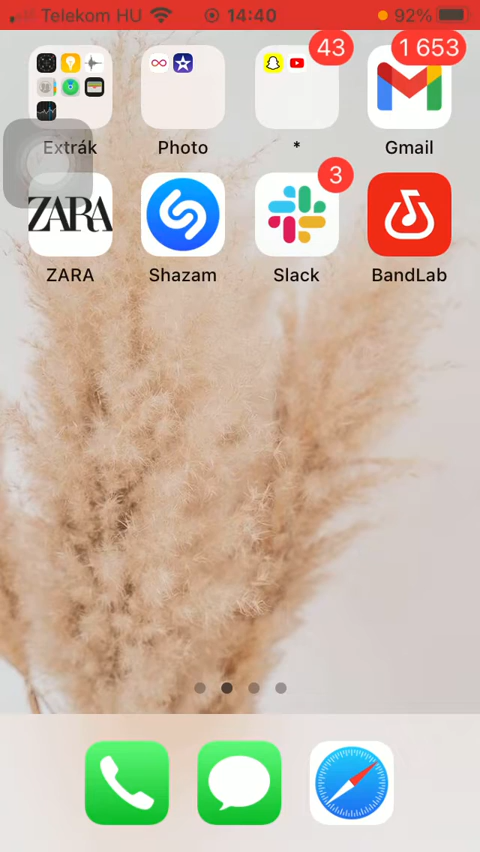 Telekom HU 14:40 92%
43 1 653
Extrák Photo * Gmail
3
ZARA
ZARA Shazam Slack BandLab